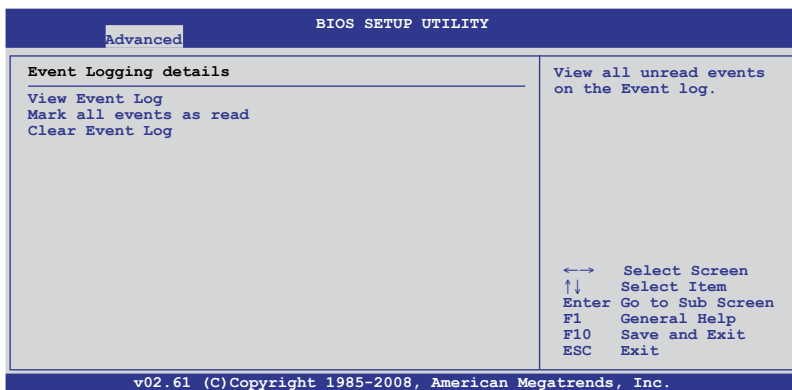 BIOS SETUP UTILITY
Advanced
Event Logging details
View Event Log
Mark all events as read
Clear Event Log
View all unread events
on the Event log.
←→ Select Screen
↑↓ Select Item
Enter Go to Sub Screen
F1 General Help
F10 Save and Exit
ESC Exit
v02.61 (C)Copyright 1985-2008, American Megatrends, Inc.